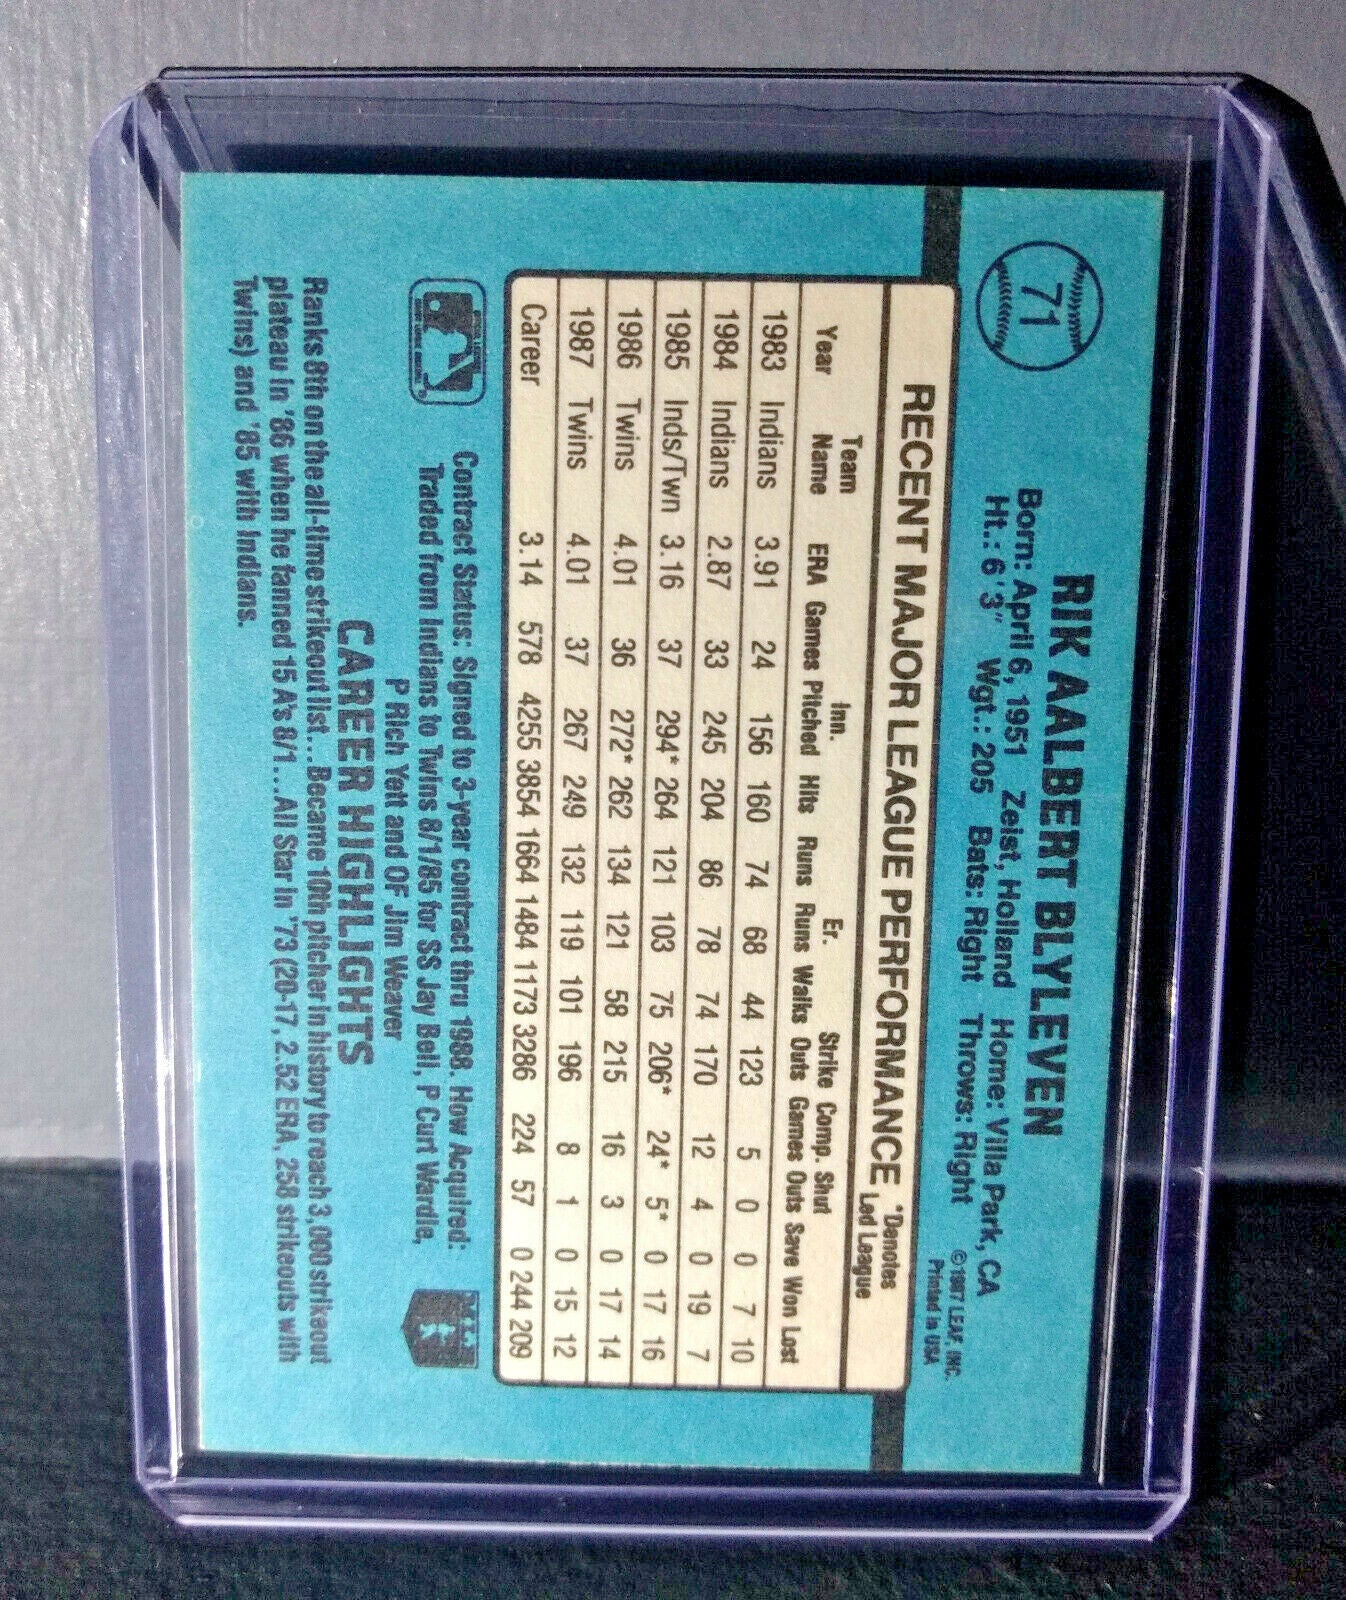 71
RIK AALBERT BLYLEVEN
Born: April 6, 1951 Zeist, Holland Home: Villa Park, CA
Ht.: 6'3" Wgt.: 205 Bats: Right Throws: Right
©1987 LEAF, INC.
Printed in USA
RECENT MAJOR LEAGUE PERFORMANCE *Denotes Led League
Team Inn. Er. Strike Comp. Shut
Year Name ERA Games Pitched Hits Runs Runs Walks Outs Games Outs Save Won Lost
1983 Indians 3.91 24 156 160 74 68 44 123 5 0 0 7 10
1984 Indians 2.87 33 245 204 86 78 74 170 12 4 0 19 7
1985 Inds/Twn 3.16 37 294* 264 121 103 75 206* 24* 5* 0 17 16
1986 Twins 4.01 36 272* 262 134 121 58 215 16 3 0 17 14
1987 Twins 4.01 37 267 249 132 119 101 196 8 1 0 15 12
Career 3.14 578 4255 3854 1664 1484 1173 3286 224 57 0 244 209
Contract Status: Signed to 3-year contract thru 1988. How Acquired:
Traded from Indians to Twins 8/1/85 for SS Jay Bell, P Curt Wardle,
P Rich Yett and OF Jim Weaver
CAREER HIGHLIGHTS
Ranks 8th on the all-time strikeout list...Became 10th pitcher in history to reach 3,000 strikeout
plateau in '86 when he fanned 15 A's 8/1...All Star in '73 (20-17, 2.52 ERA, 258 strikeouts with
Twins) and '85 with Indians.